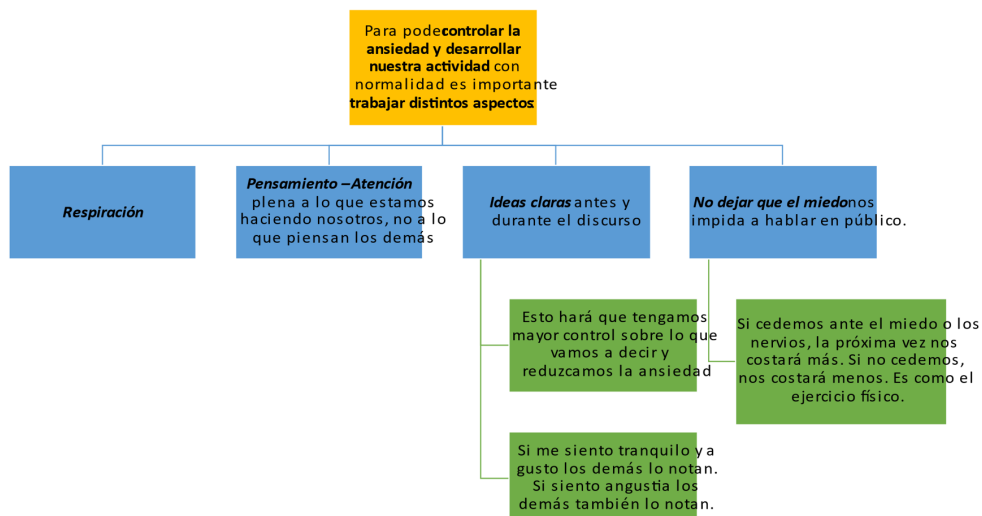 Para poder controlar la
ansiedad y desarrollar
nuestra actividad con
normalidad es importante
trabajar distintos aspectos:
Respiración
Pensamiento – Atención
plena a lo que estamos
haciendo nosotros, no a lo
que piensan los demás
Ideas claras antes y
durante el discurso
No dejar que el miedo nos
impida a hablar en público.
Esto hará que tengamos
mayor control sobre lo que
vamos a decir y
reduzcamos la ansiedad
Si me siento tranquilo y a
gusto los demás lo notan.
Si siento angustia los
demás también lo notan.
Si cedemos ante el miedo o los
nervios, la próxima vez nos
costará más. Si no cedemos,
nos costará menos. Es como el
ejercicio físico.